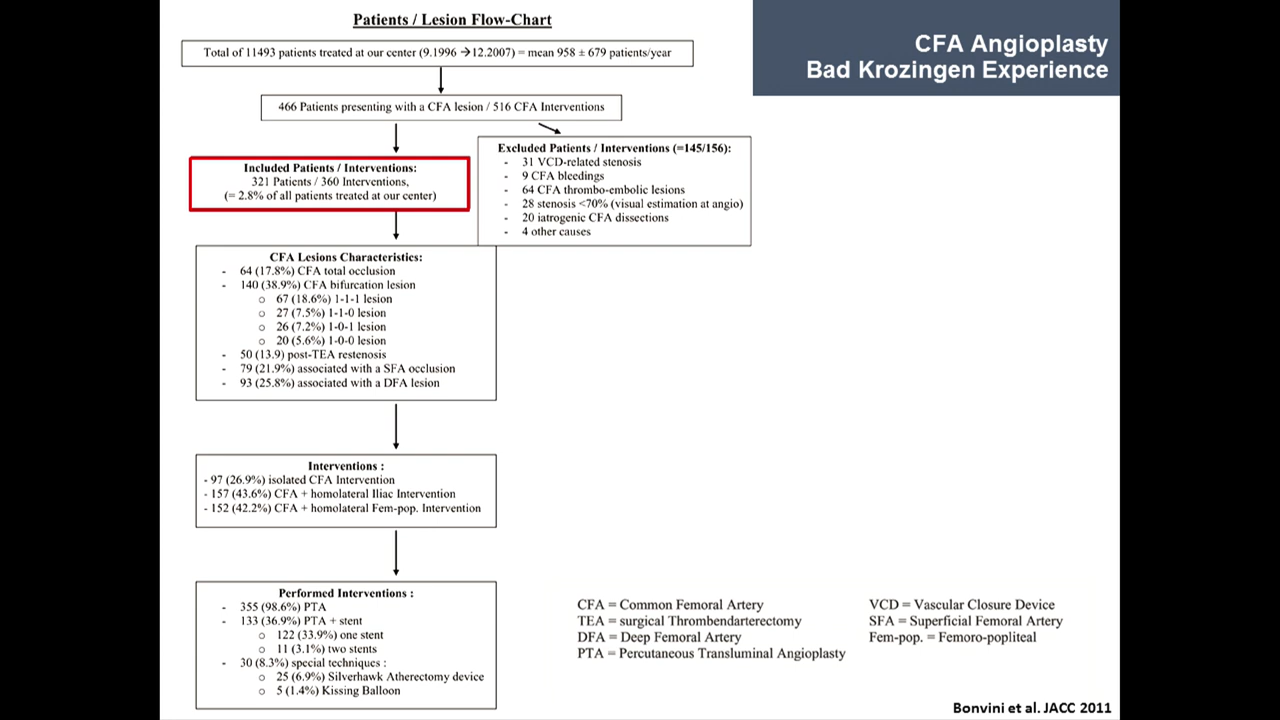 Patients / Lesion Flow-Chart
CFA Angioplasty
Bad Krozingen Experience
Total of 11493 patients treated at our center (9.1996 →12.2007) = mean 958 ± 679 patients/year
466 Patients presenting with a CFA lesion / 516 CFA Interventions
Included Patients / Interventions:
321 Patients / 360 Interventions,
(= 2.8% of all patients treated at our center)
Excluded Patients / Interventions (=145/156):
- 31 VCD-related stenosis
- 9 CFA bleedings
- 64 CFA thrombo-embolic lesions
- 28 stenosis <70% (visual estimation at angio)
- 20 iatrogenic CFA dissections
- 4 other causes
CFA Lesions Characteristics:
- 64 (17.8%) CFA total occlusion
- 140 (38.9%) CFA bifurcation lesion
o 67 (18.6%) 1-1-1 lesion
o 27 (7.5%) 1-1-0 lesion
o 26 (7.2%) 1-0-1 lesion
o 20 (5.6%) 1-0-0 lesion
- 50 (13.9) post-TEA restenosis
- 79 (21.9%) associated with a SFA occlusion
- 93 (25.8%) associated with a DFA lesion
Interventions :
- 97 (26.9%) isolated CFA Intervention
- 157 (43.6%) CFA + homolateral Iliac Intervention
- 152 (42.2%) CFA + homolateral Fem-pop. Intervention
Performed Interventions :
- 355 (98.6%) PTA
- 133 (36.9%) PTA + stent
o 122 (33.9%) one stent
o 11 (3.1%) two stents
- 30 (8.3%) special techniques :
o 25 (6.9%) Silverhawk Atherectomy device
o 5 (1.4%) Kissing Balloon
CFA = Common Femoral Artery
TEA = surgical Thrombendarterectomy
DFA = Deep Femoral Artery
PTA = Percutaneous Transluminal Angioplasty
VCD = Vascular Closure Device
SFA = Superficial Femoral Artery
Fem-pop. = Femoro-popliteal
Bonvini et al. JACC 2011